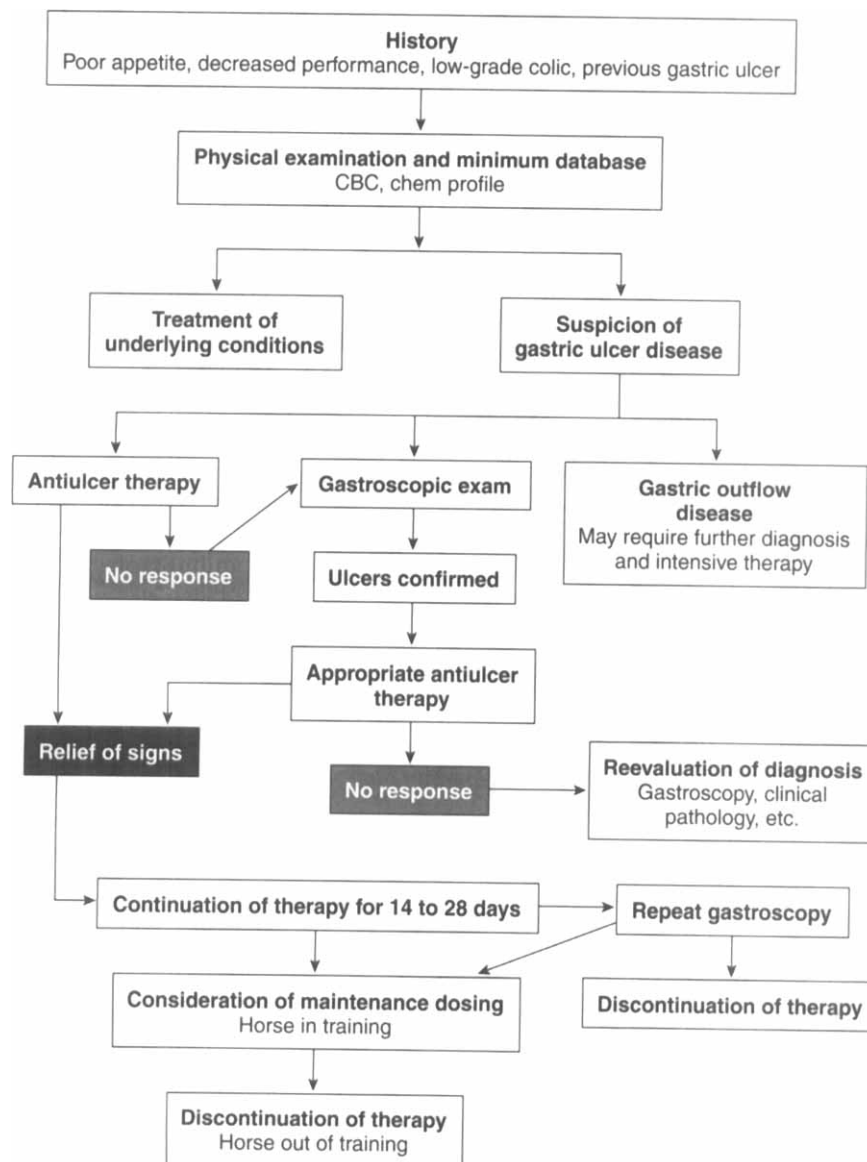 History
Poor appetite, decreased performance, low-grade colic, previous gastric ulcer
Physical examination and minimum database
CBC, chem profile
Treatment of
underlying conditions
Suspicion of
gastric ulcer disease
Antiulcer therapy
Gastroscopic exam
Gastric outflow
disease
May require further diagnosis
and intensive therapy
No response
Ulcers confirmed
Appropriate antiulcer
therapy
Relief of signs
No response
Reevaluation of diagnosis
Gastroscopy, clinical
pathology, etc.
Continuation of therapy for 14 to 28 days
Repeat gastroscopy
Consideration of maintenance dosing
Horse in training
Discontinuation of therapy
Discontinuation of therapy
Horse out of training